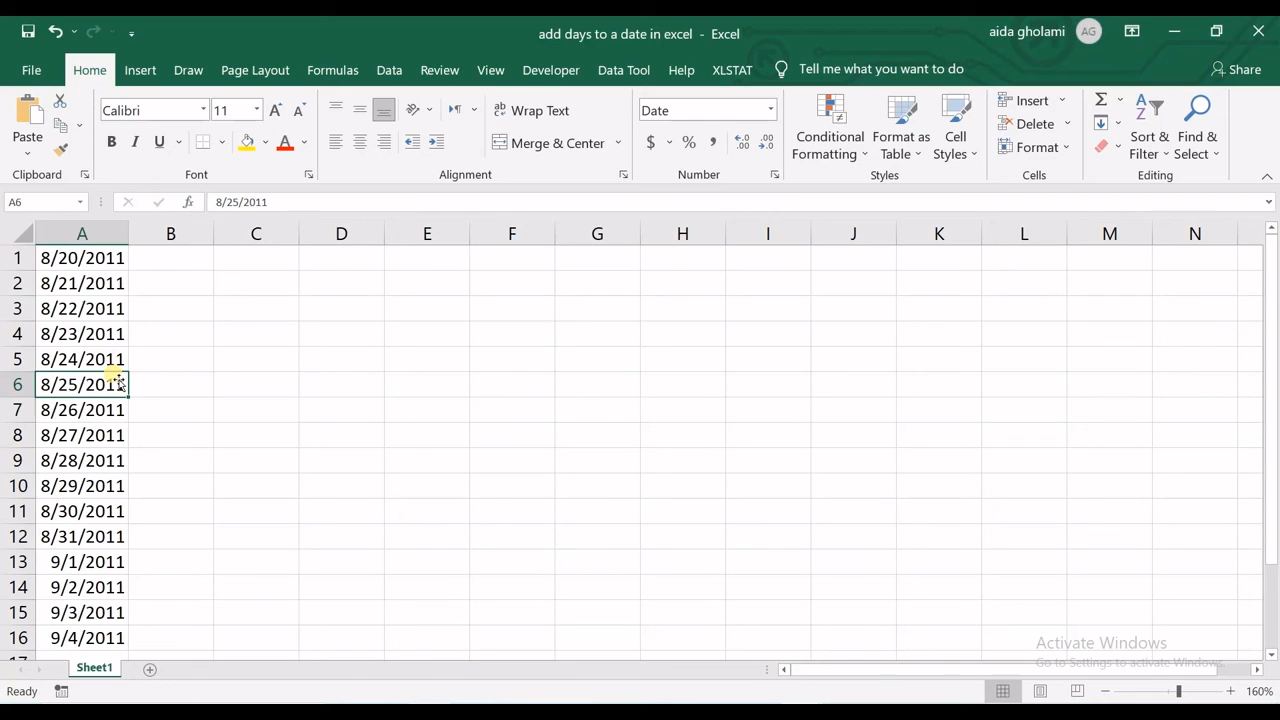 add days to a date in excel - Excel
aida gholami AG
File Home Insert Draw Page Layout Formulas Data Review View Developer Data Tool Help XLSTAT Tell me what you want to do Share
Paste
Calibri 11
B I U A
Wrap Text
Merge & Center
Date
$ % ,
Conditional Formatting
Format as Table
Cell Styles
Insert
Delete
Format
Sort & Filter
Find & Select
Clipboard Font Alignment Number Styles Cells Editing
A6 fx 8/25/2011
A B C D E F G H I J K L M N
1 8/20/2011
2 8/21/2011
3 8/22/2011
4 8/23/2011
5 8/24/2011
6 8/25/2011
7 8/26/2011
8 8/27/2011
9 8/28/2011
10 8/29/2011
11 8/30/2011
12 8/31/2011
13 9/1/2011
14 9/2/2011
15 9/3/2011
16 9/4/2011
Activate Windows
Go to Settings to activate Windows.
Sheet1
Ready 160%